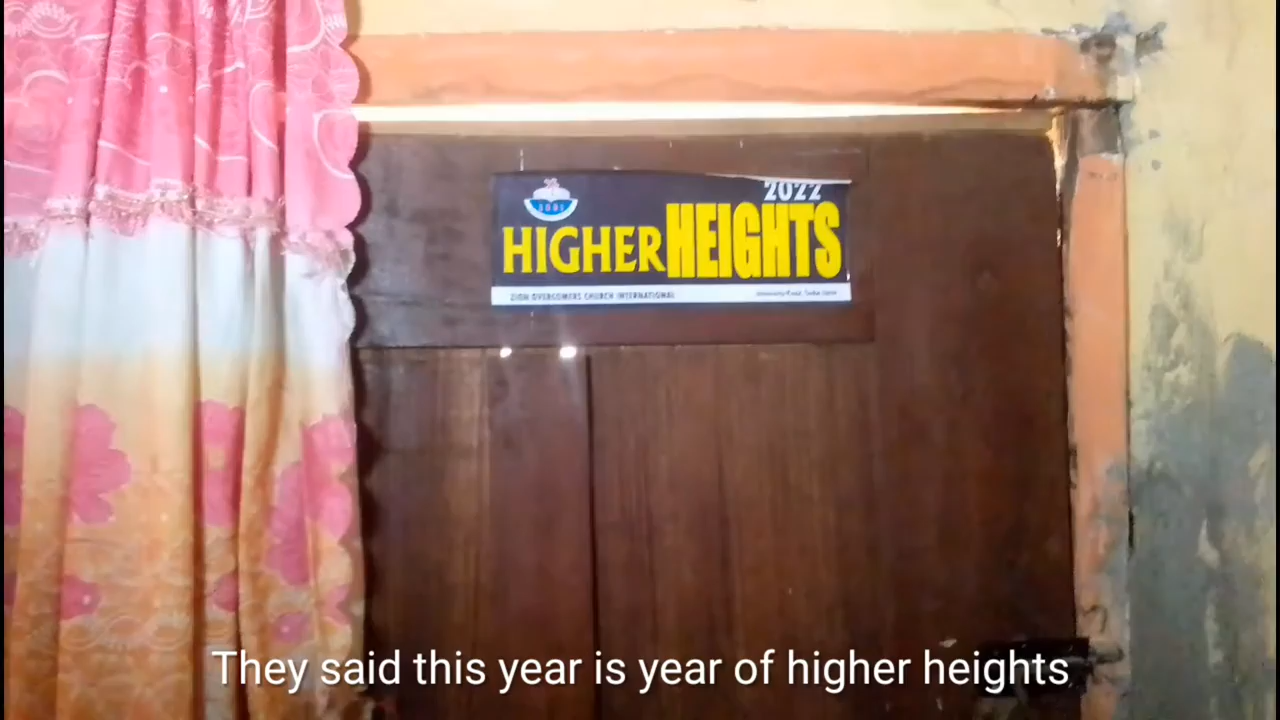 2022
HIGHER HEIGHTS
ZION OVERCOMERS CHURCH INTERNATIONAL
They said this year is year of higher heights